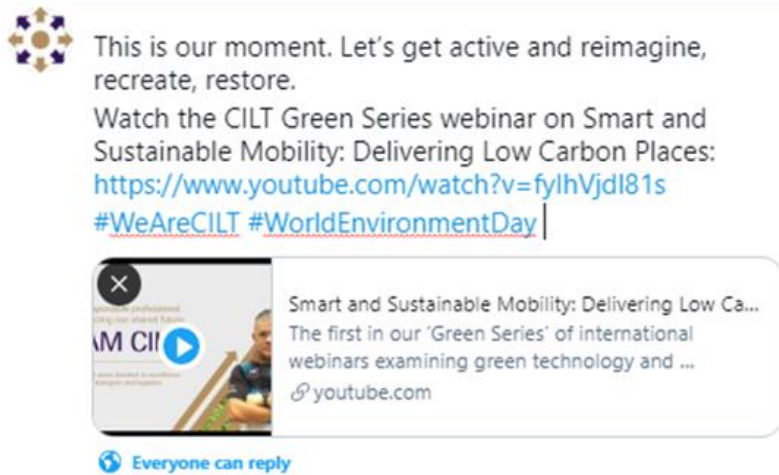 This is our moment. Let's get active and reimagine,
recreate, restore.
Watch the CILT Green Series webinar on Smart and
Sustainable Mobility: Delivering Low Carbon Places:
https://www.youtube.com/watch?v=fylhVjdl81s
#WeAreCILT #WorldEnvironmentDay
Smart and Sustainable Mobility: Delivering Low Ca...
The first in our ‘Green Series’ of international
webinars examining green technology and ...
youtube.com
Everyone can reply